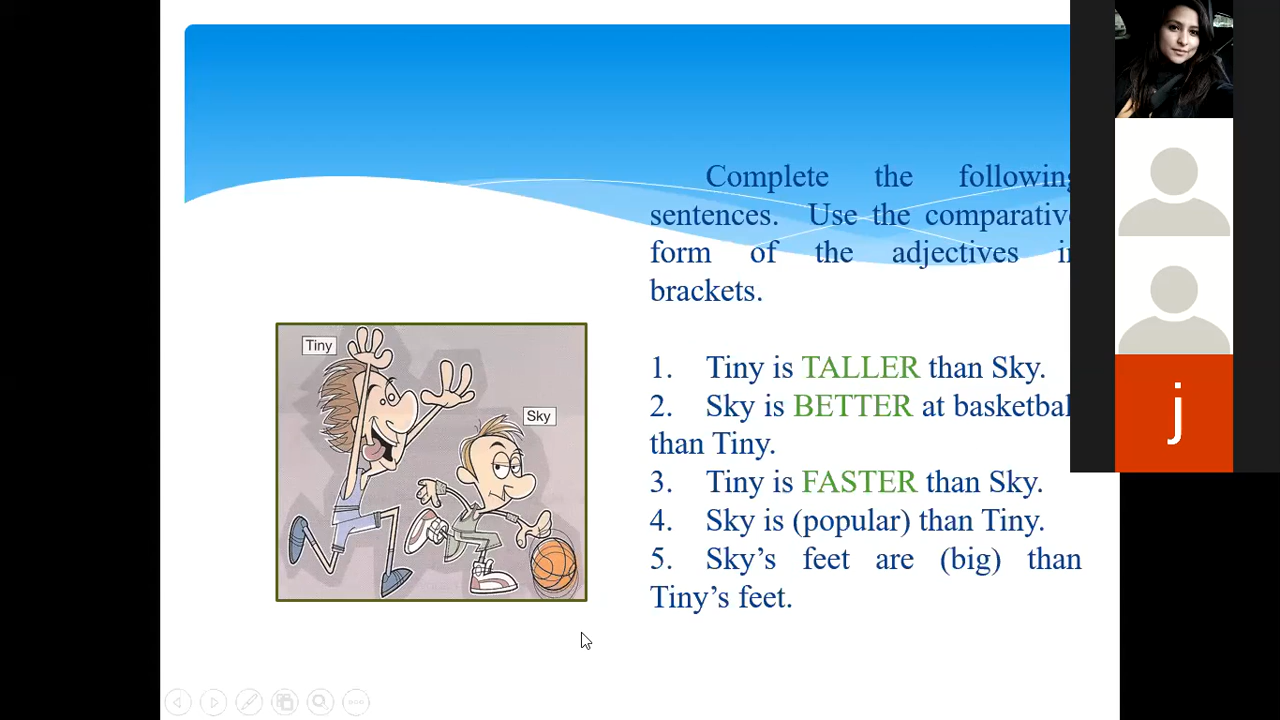 Complete the following
sentences. Use the comparativ
form of the adjectives in
brackets.
Tiny
Sky
1. Tiny is TALLER than Sky.
2. Sky is BETTER at basketbal
than Tiny.
3. Tiny is FASTER than Sky.
4. Sky is (popular) than Tiny.
5. Sky’s feet are (big) than
Tiny’s feet.
j